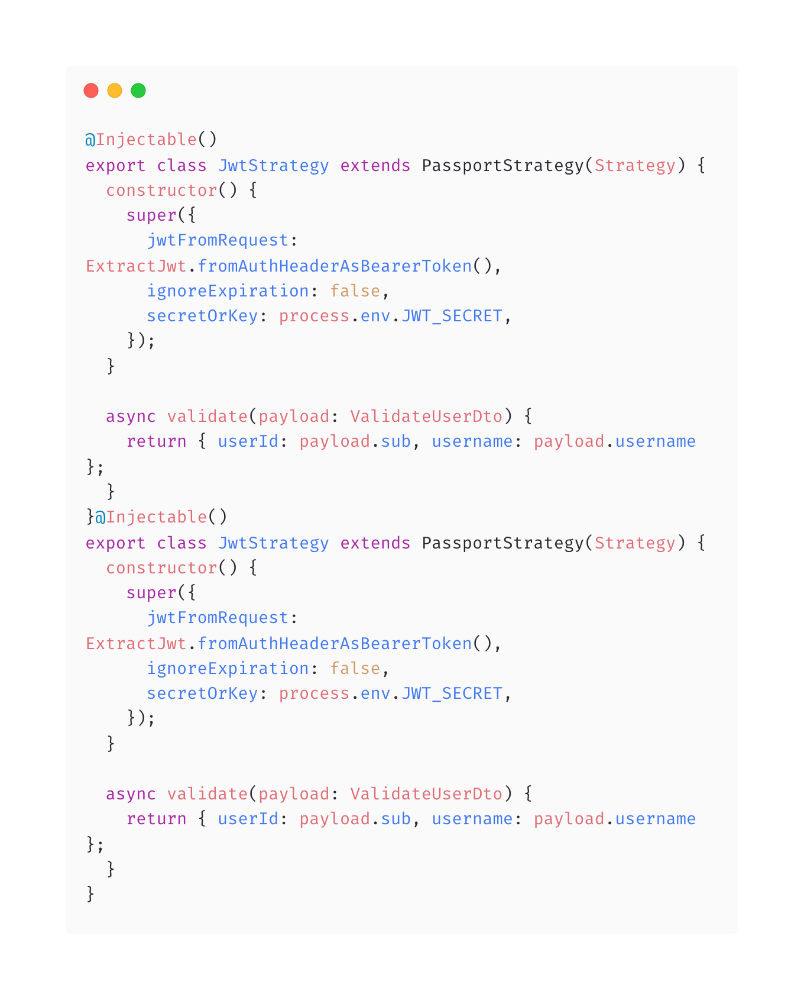 @Injectable()
export class JwtStrategy extends PassportStrategy(Strategy) {
  constructor() {
    super({
      jwtFromRequest:
ExtractJwt.fromAuthHeaderAsBearerToken(),
      ignoreExpiration: false,
      secretOrKey: process.env.JWT_SECRET,
    });
  }

  async validate(payload: ValidateUserDto) {
    return { userId: payload.sub, username: payload.username
};
  }
}@Injectable()
export class JwtStrategy extends PassportStrategy(Strategy) {
  constructor() {
    super({
      jwtFromRequest:
ExtractJwt.fromAuthHeaderAsBearerToken(),
      ignoreExpiration: false,
      secretOrKey: process.env.JWT_SECRET,
    });
  }

  async validate(payload: ValidateUserDto) {
    return { userId: payload.sub, username: payload.username
};
  }
}